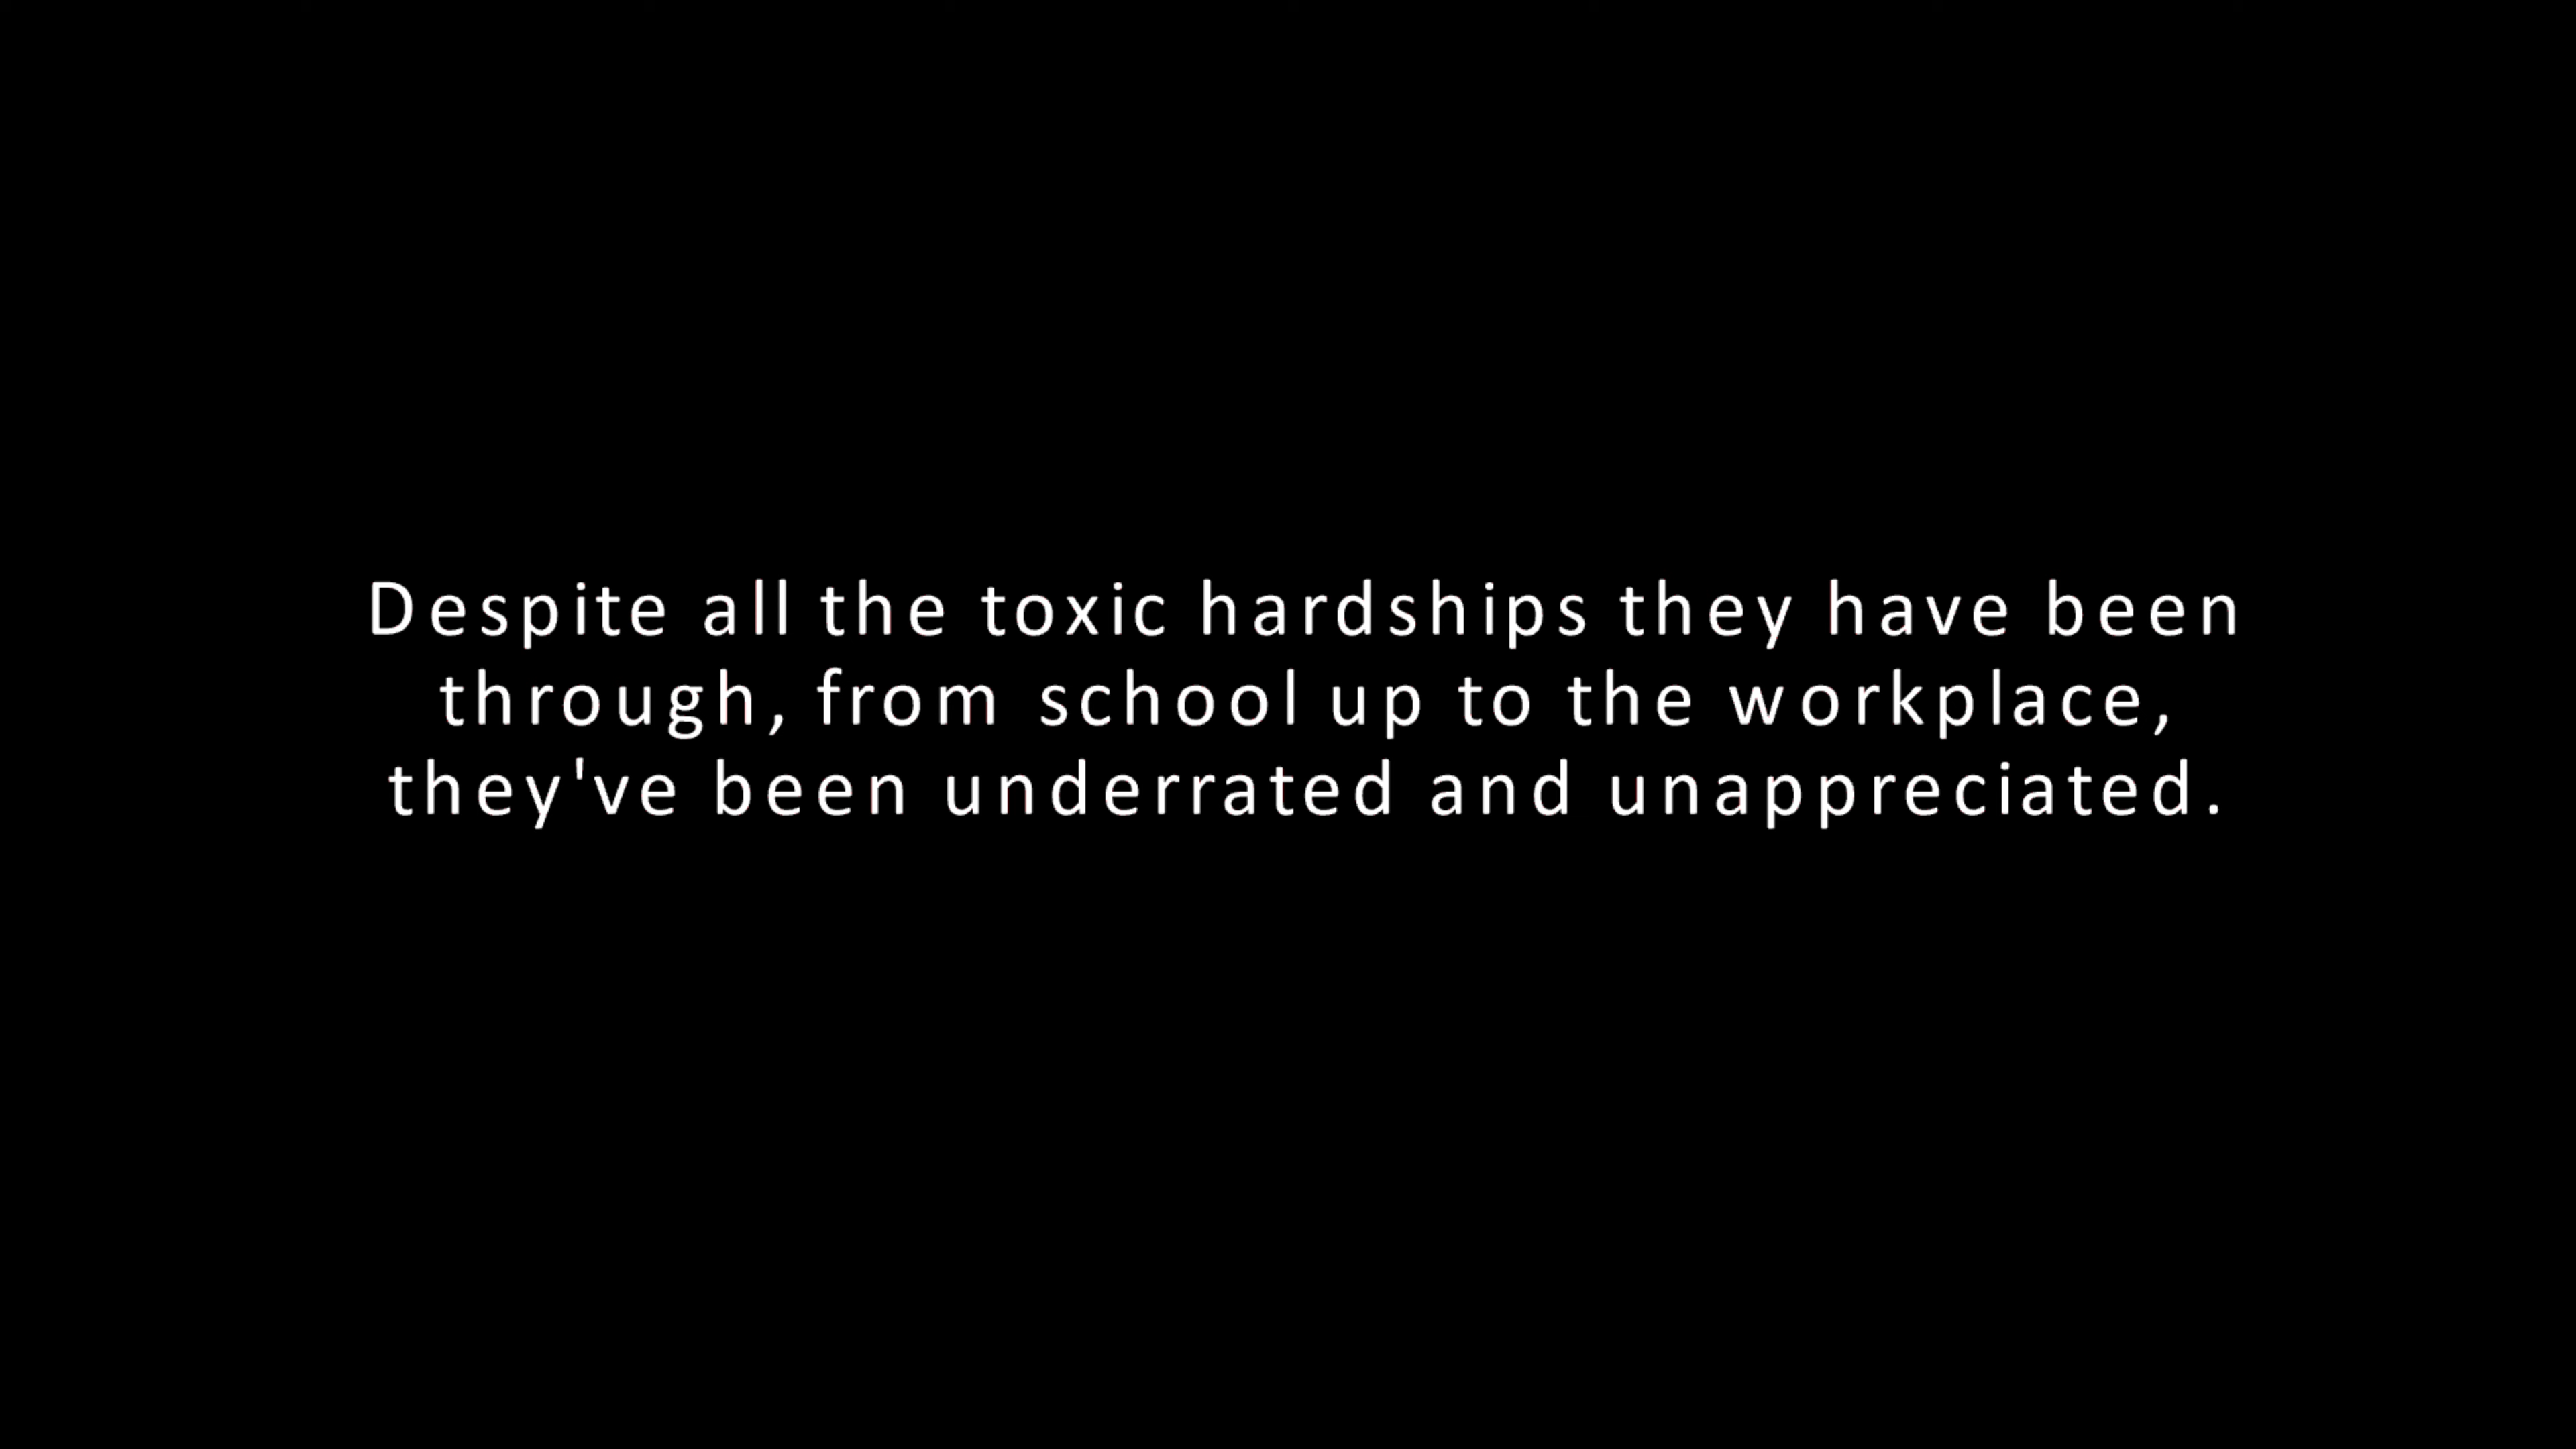 Despite all the toxic hardships they have been
through, from school up to the workplace,
they've been underrated and unappreciated.